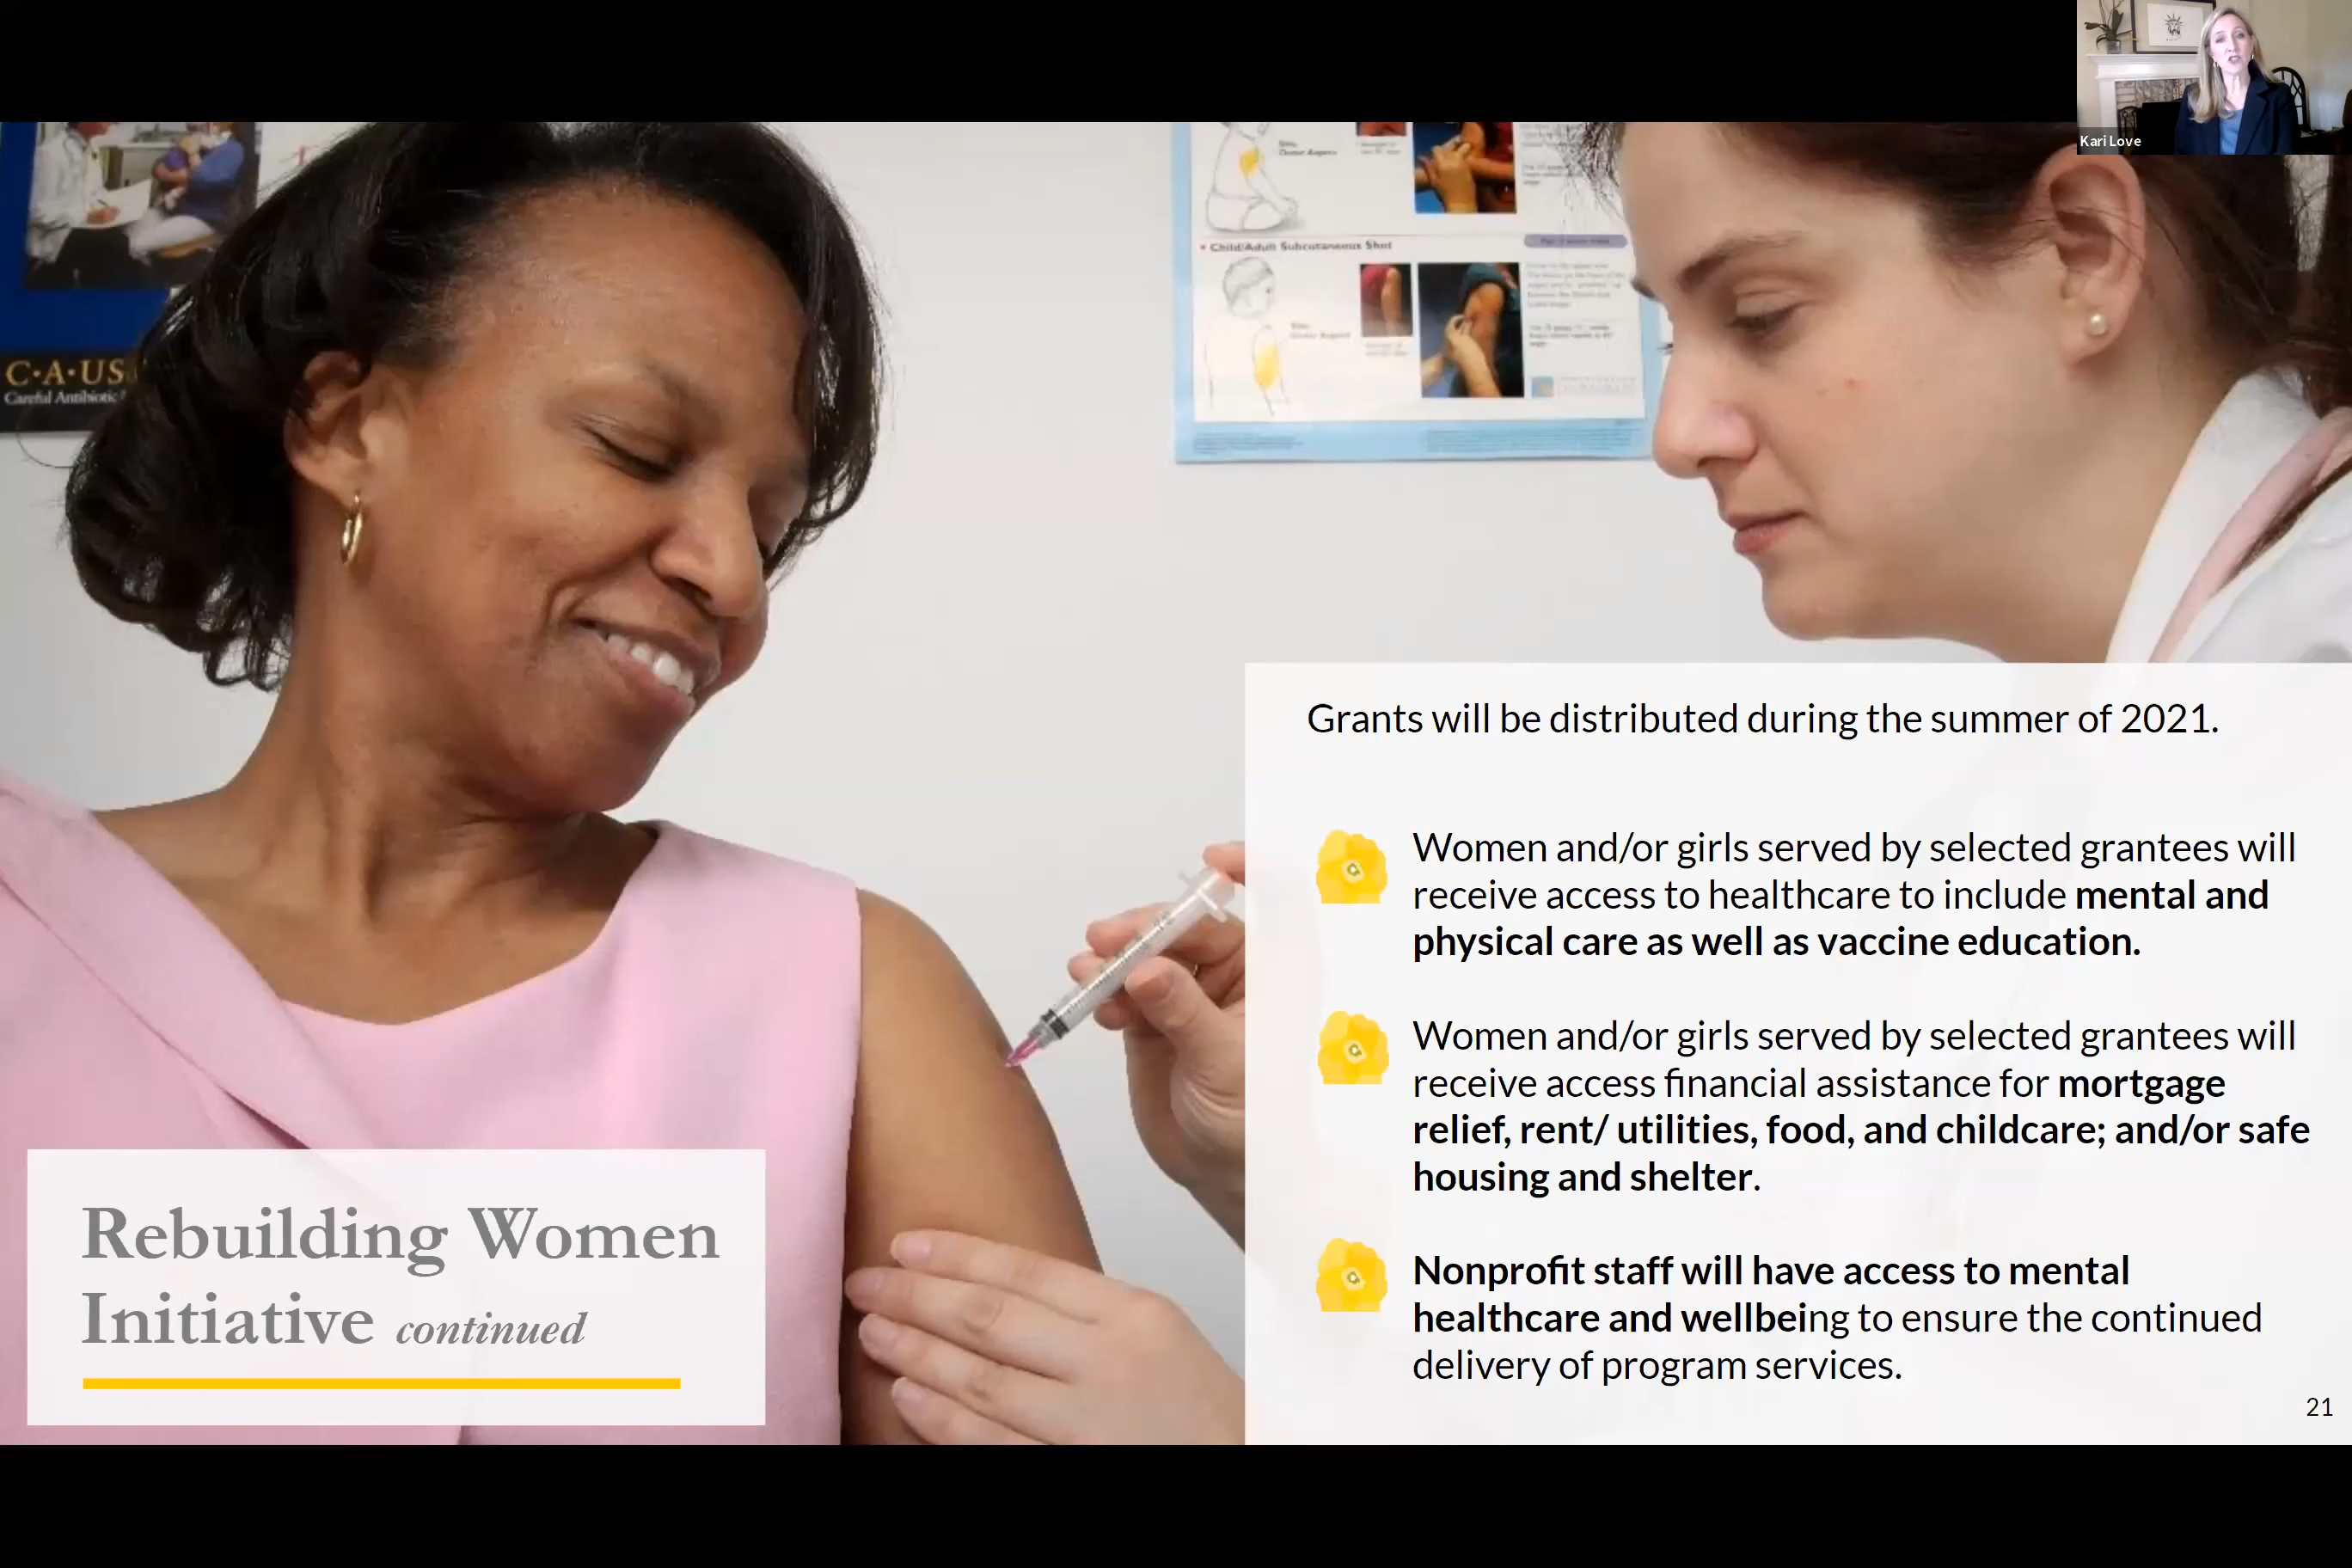 Kari Love
C·A·US
Careful Antibiotic
Child/Adult Subcutaneous Shot
Grants will be distributed during the summer of 2021.
Women and/or girls served by selected grantees will
receive access to healthcare to include mental and
physical care as well as vaccine education.
Women and/or girls served by selected grantees will
receive access financial assistance for mortgage
relief, rent/ utilities, food, and childcare; and/or safe
housing and shelter.
Nonprofit staff will have access to mental
healthcare and wellbeing to ensure the continued
delivery of program services.
Rebuilding Women
Initiative continued
21